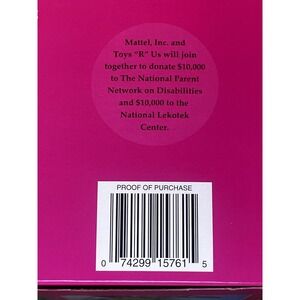 Mattel, Inc. and
Toys "R" Us will join
together to donate $10,000
to The National Parent
Network on Disabilities
and $10,000 to the
National Lekotek
Center.
PROOF OF PURCHASE
0 74299 15761 5